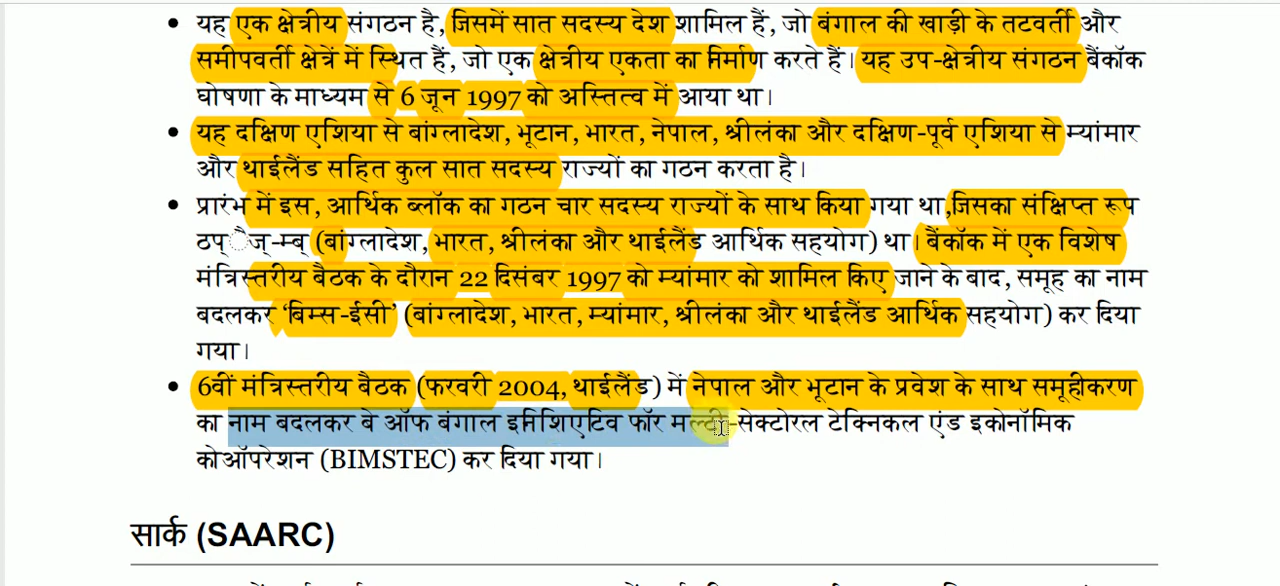 • यह एक क्षेत्रीय संगठन है, जिसमें सात सदस्य देश शामिल हैं, जो बंगाल की खाड़ी के तटवर्ती और
समीपवर्ती क्षेत्रें में स्थित हैं, जो एक क्षेत्रीय एकता का निर्माण करते हैं। यह उप-क्षेत्रीय संगठन बैंकॉक
घोषणा के माध्यम से 6 जून 1997 को अस्तित्व में आया था।
• यह दक्षिण एशिया से बांग्लादेश, भूटान, भारत, नेपाल, श्रीलंका और दक्षिण-पूर्व एशिया से म्यांमार
और थाईलैंड सहित कुल सात सदस्य राज्यों का गठन करता है।
• प्रारंभ में इस, आर्थिक ब्लॉक का गठन चार सदस्य राज्यों के साथ किया गया था,जिसका संक्षिप्त रूप
ठप्ैज्-म्ब् (बांग्लादेश, भारत, श्रीलंका और थाईलैंड आर्थिक सहयोग) था। बैंकॉक में एक विशेष
मंत्रिस्तरीय बैठक के दौरान 22 दिसंबर 1997 को म्यांमार को शामिल किए जाने के बाद, समूह का नाम
बदलकर ‘बिम्स-ईसी’ (बांग्लादेश, भारत, म्यांमार, श्रीलंका और थाईलैंड आर्थिक सहयोग) कर दिया
गया।
• 6वीं मंत्रिस्तरीय बैठक (फरवरी 2004, थाईलैंड) में नेपाल और भूटान के प्रवेश के साथ समूहीकरण
का नाम बदलकर बे ऑफ बंगाल इनिशिएटिव फॉर मल्टी-सेक्टोरल टेक्निकल एंड इकोनॉमिक
कोऑपरेशन (BIMSTEC) कर दिया गया।
सार्क (SAARC)